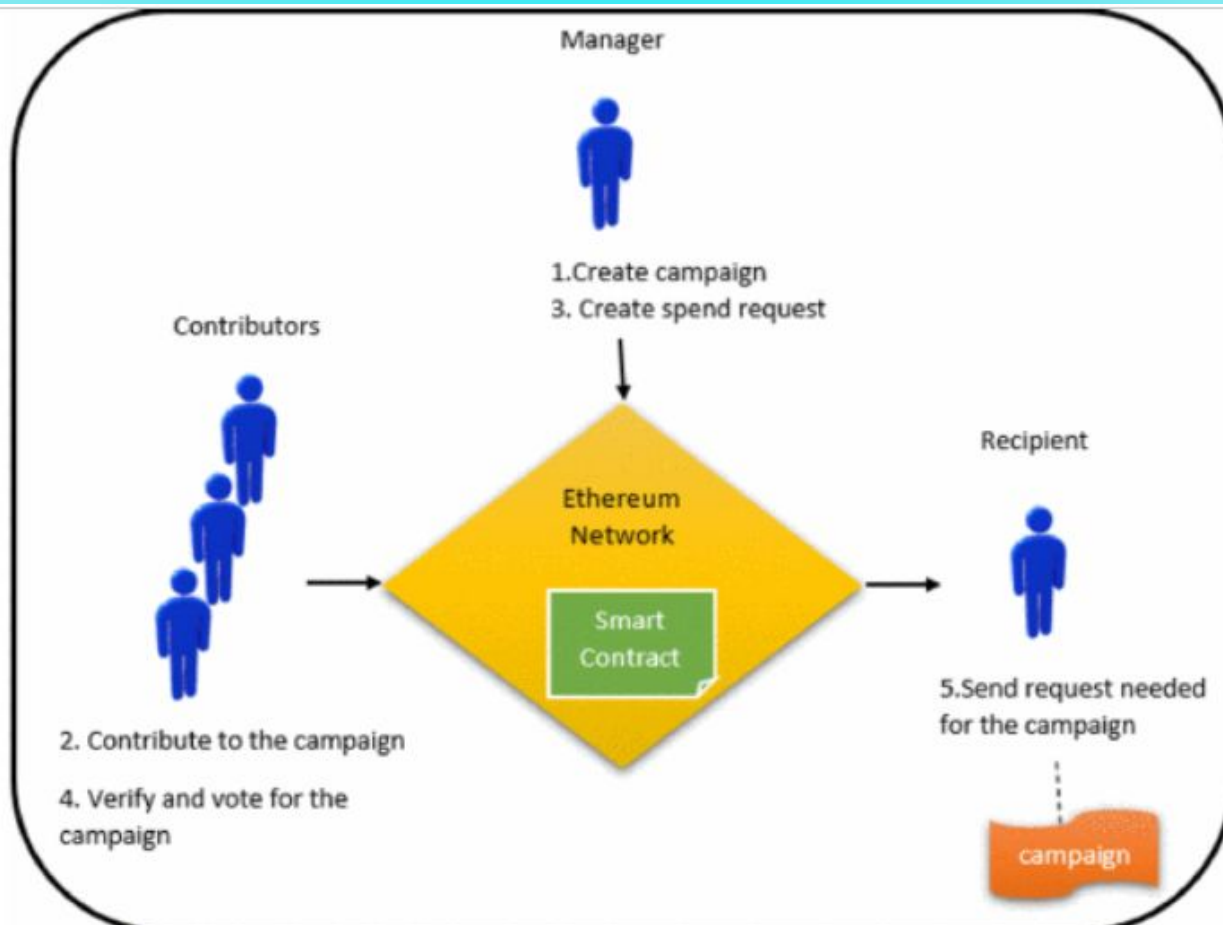 Manager
1.Create campaign
3. Create spend request
Contributors
Ethereum
Network
Smart
Contract
Recipient
2. Contribute to the campaign
4. Verify and vote for the
campaign
5.Send request needed
for the campaign
campaign